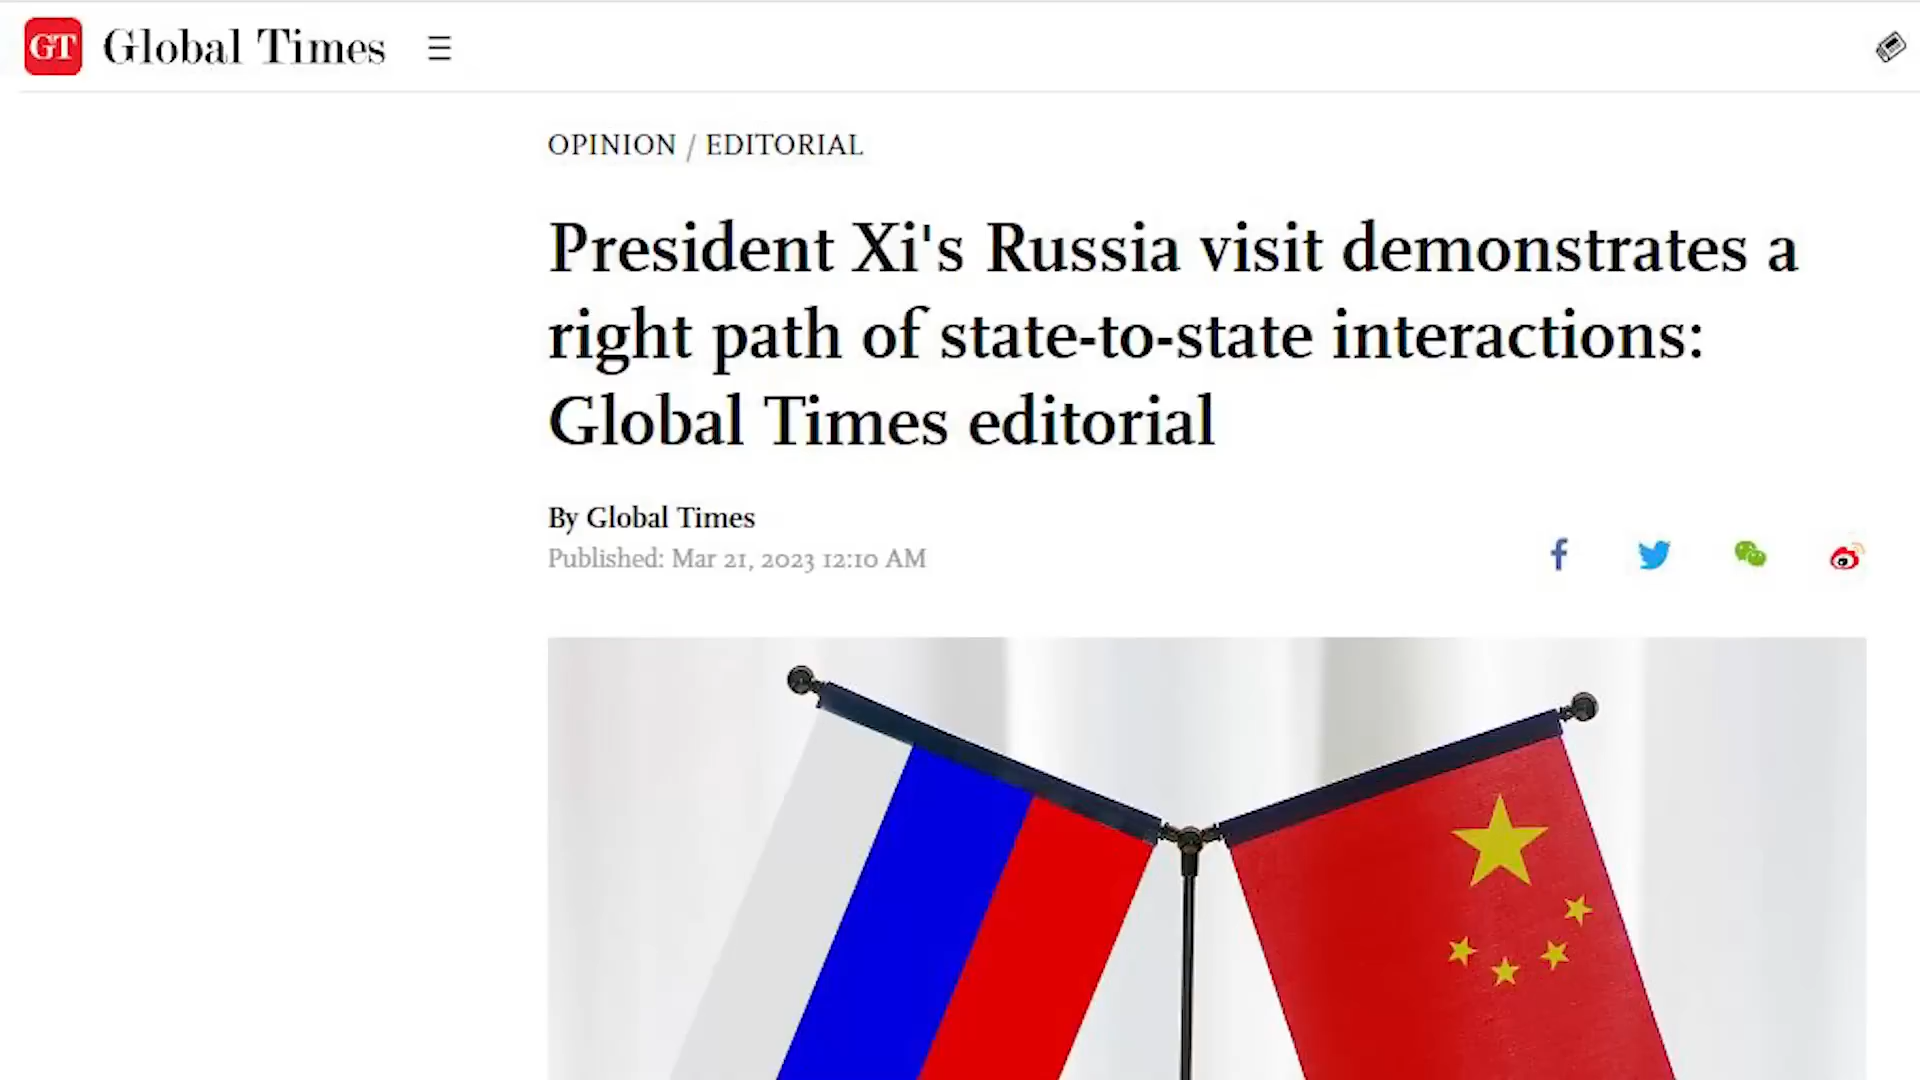 GT Global Times
OPINION / EDITORIAL
President Xi's Russia visit demonstrates a
right path of state-to-state interactions:
Global Times editorial
By Global Times
Published: Mar 21, 2023 12:10 AM